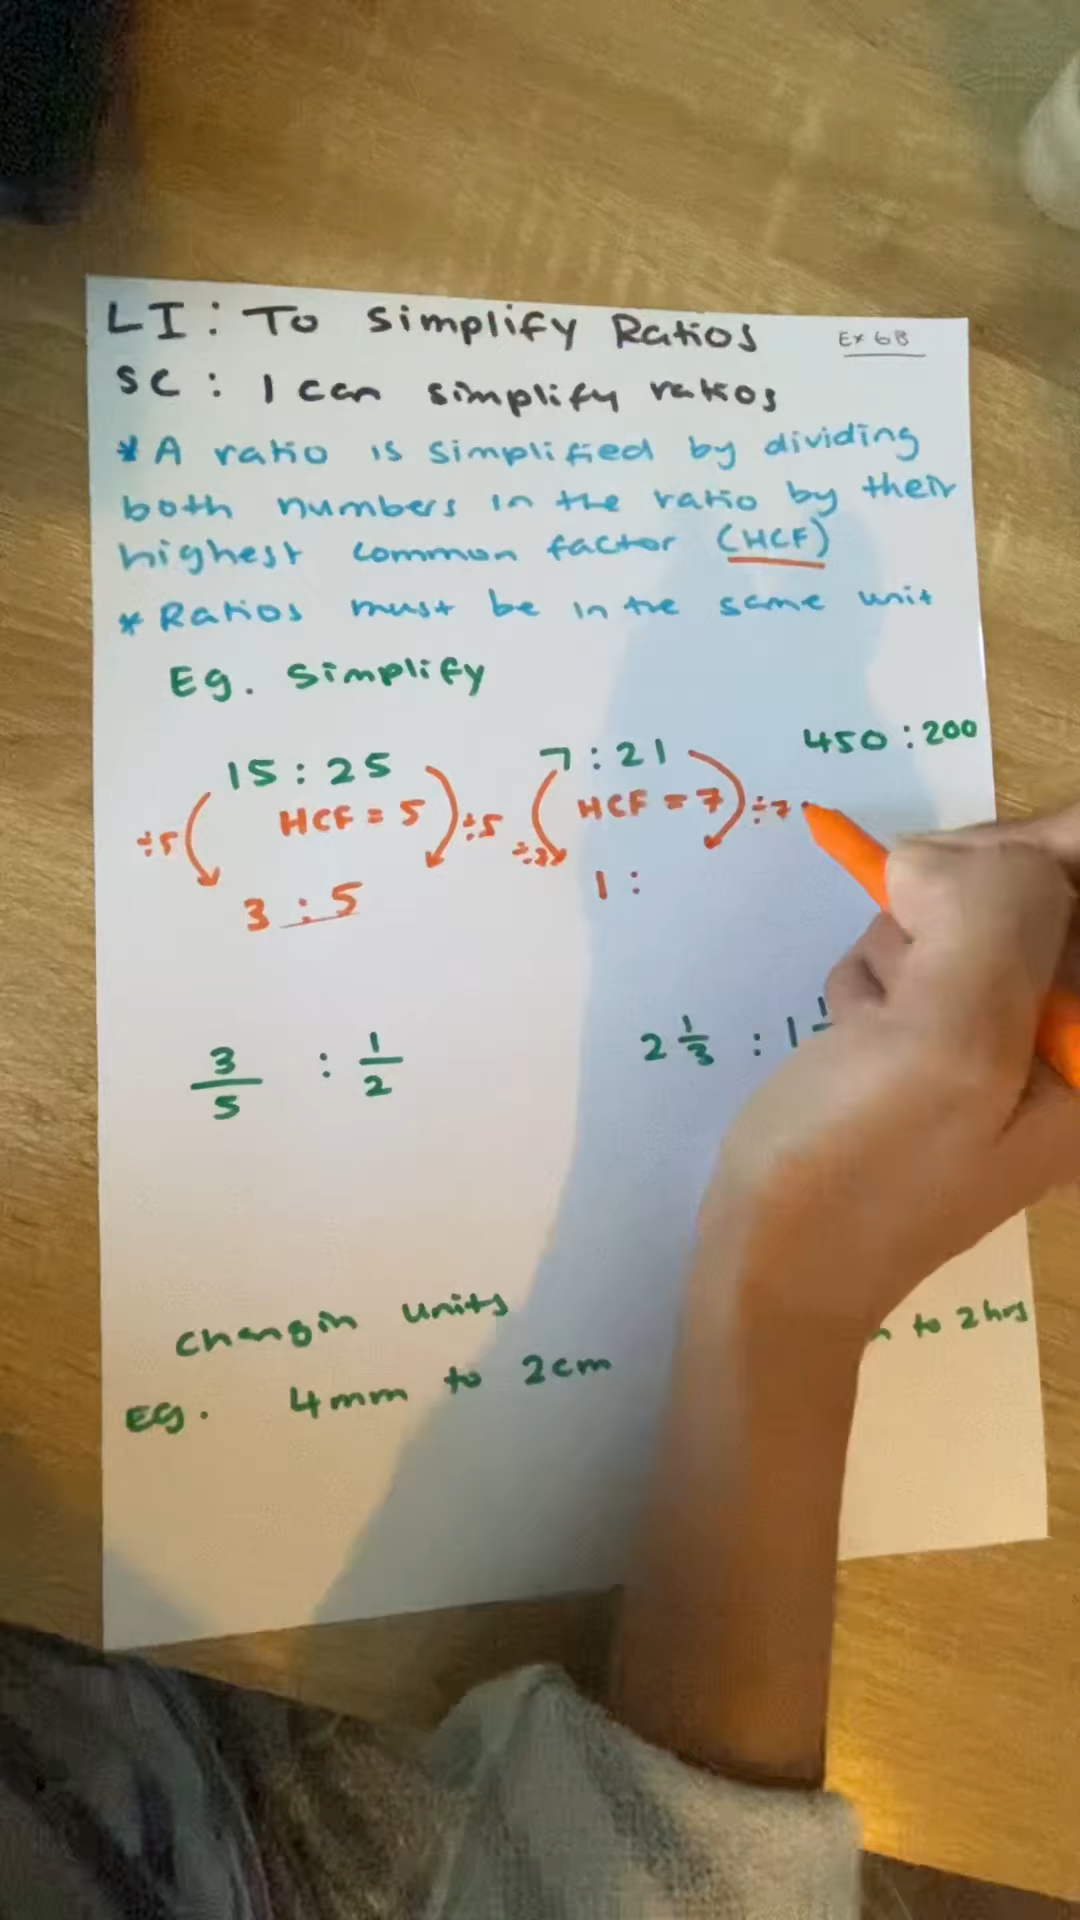 LI: To Simplify Ratios Ex 6B
SC: I can simplify ratios
* A ratio is simplified by dividing
both numbers in the ratio by their
highest common factor (HCF)
* Ratios must be in the same unit
Eg. Simplify
15:25 7:21 450:200
÷5 HCF = 5 ÷5 HCF = 7 ÷7
3:5 1:
3/5 : 1/2 2 1/3 : 1
Changin units
EG. 4mm to 2cm to 2hrs